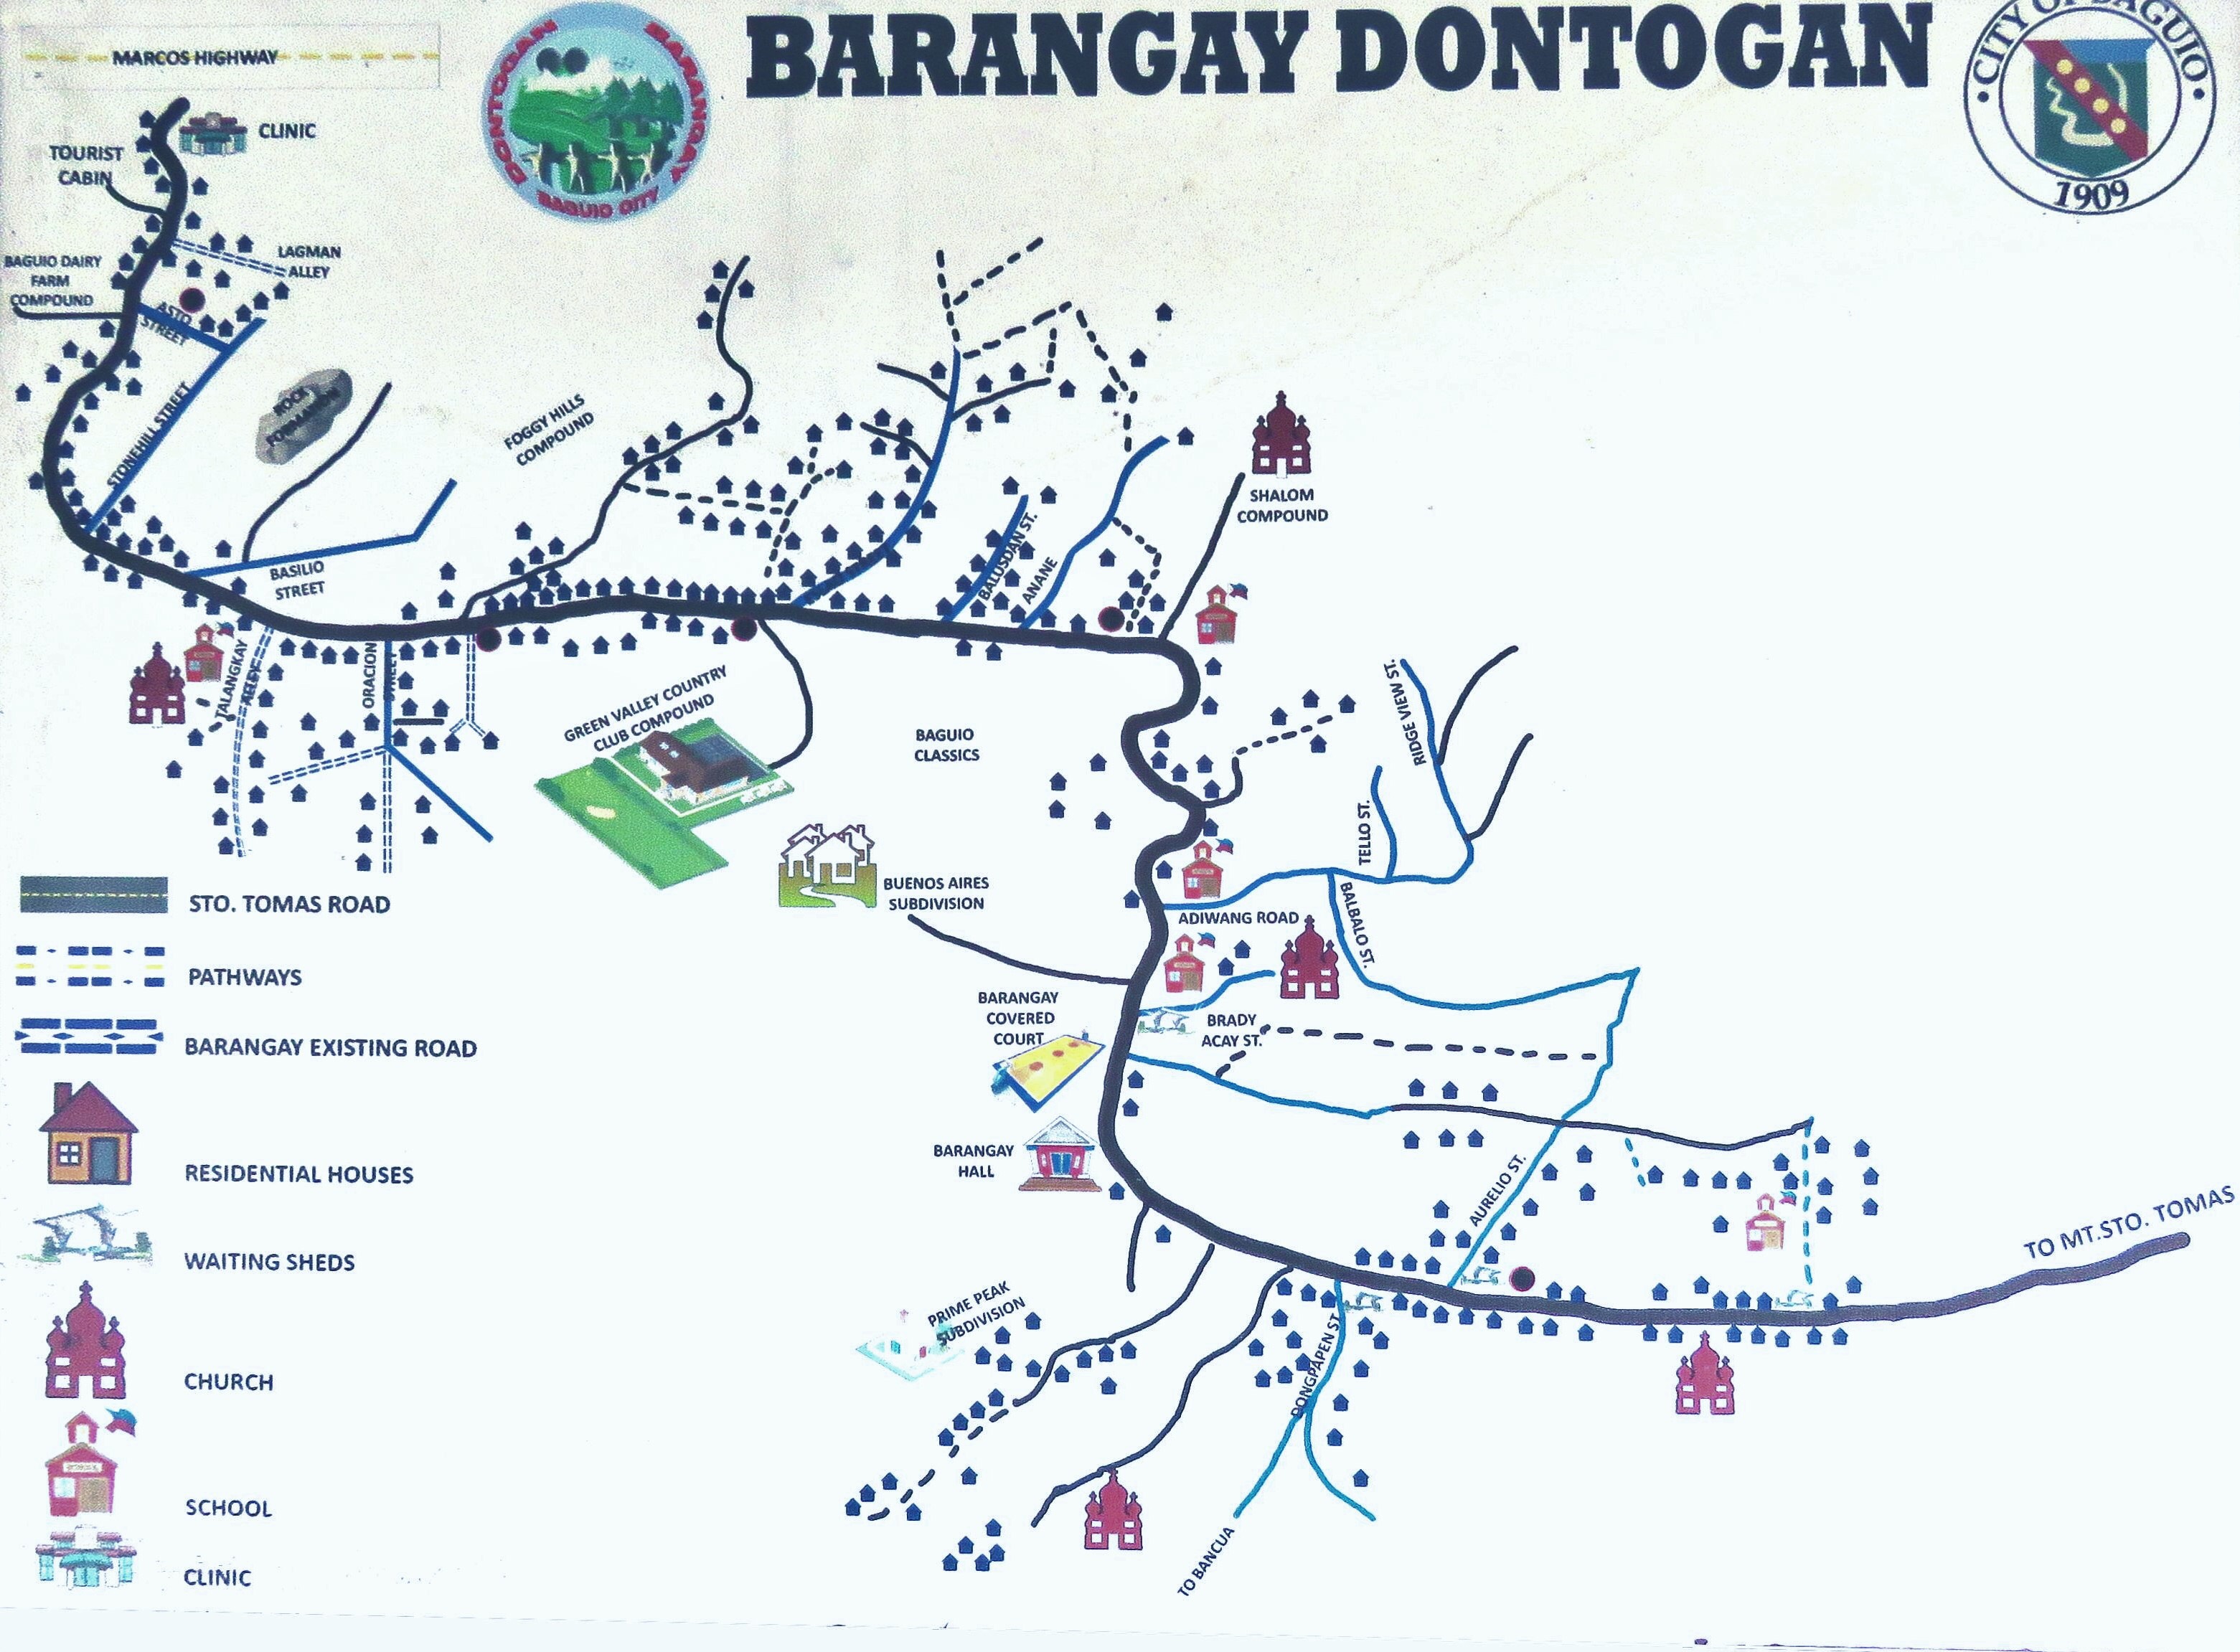 BARANGAY DONTOGAN
MARCOS HIGHWAY
BARANGAY
DONTOGAN
BAGUIO CITY
CITY OF BAGUIO
1909
CLINIC
TOURIST
CABIN
LAGMAN
ALLEY
BAGUIO DAIRY
FARM
COMPOUND
ASTO
STREET
STONEHILL STREET
ROCK
FORMATION
FOGGY HILLS
COMPOUND
BASILIO
STREET
BALUSDAN ST.
ANANE
SHALOM
COMPOUND
TALANGKAY
ALLEY
ORACION
STREET
GREEN VALLEY COUNTRY
CLUB COMPOUND
BAGUIO
CLASSICS
RIDGE VIEW ST.
TELLO ST.
BUENOS AIRES
SUBDIVISION
ADIWANG ROAD
BALBALO ST.
BARANGAY
COVERED
COURT
BRADY
ACAY ST.
BARANGAY
HALL
AURELIO ST.
TO MT.STO. TOMAS
PRIME PEAK
SUBDIVISION
DONGPAPEN ST.
TO BANCUA
STO. TOMAS ROAD
PATHWAYS
BARANGAY EXISTING ROAD
RESIDENTIAL HOUSES
WAITING SHEDS
CHURCH
SCHOOL
CLINIC